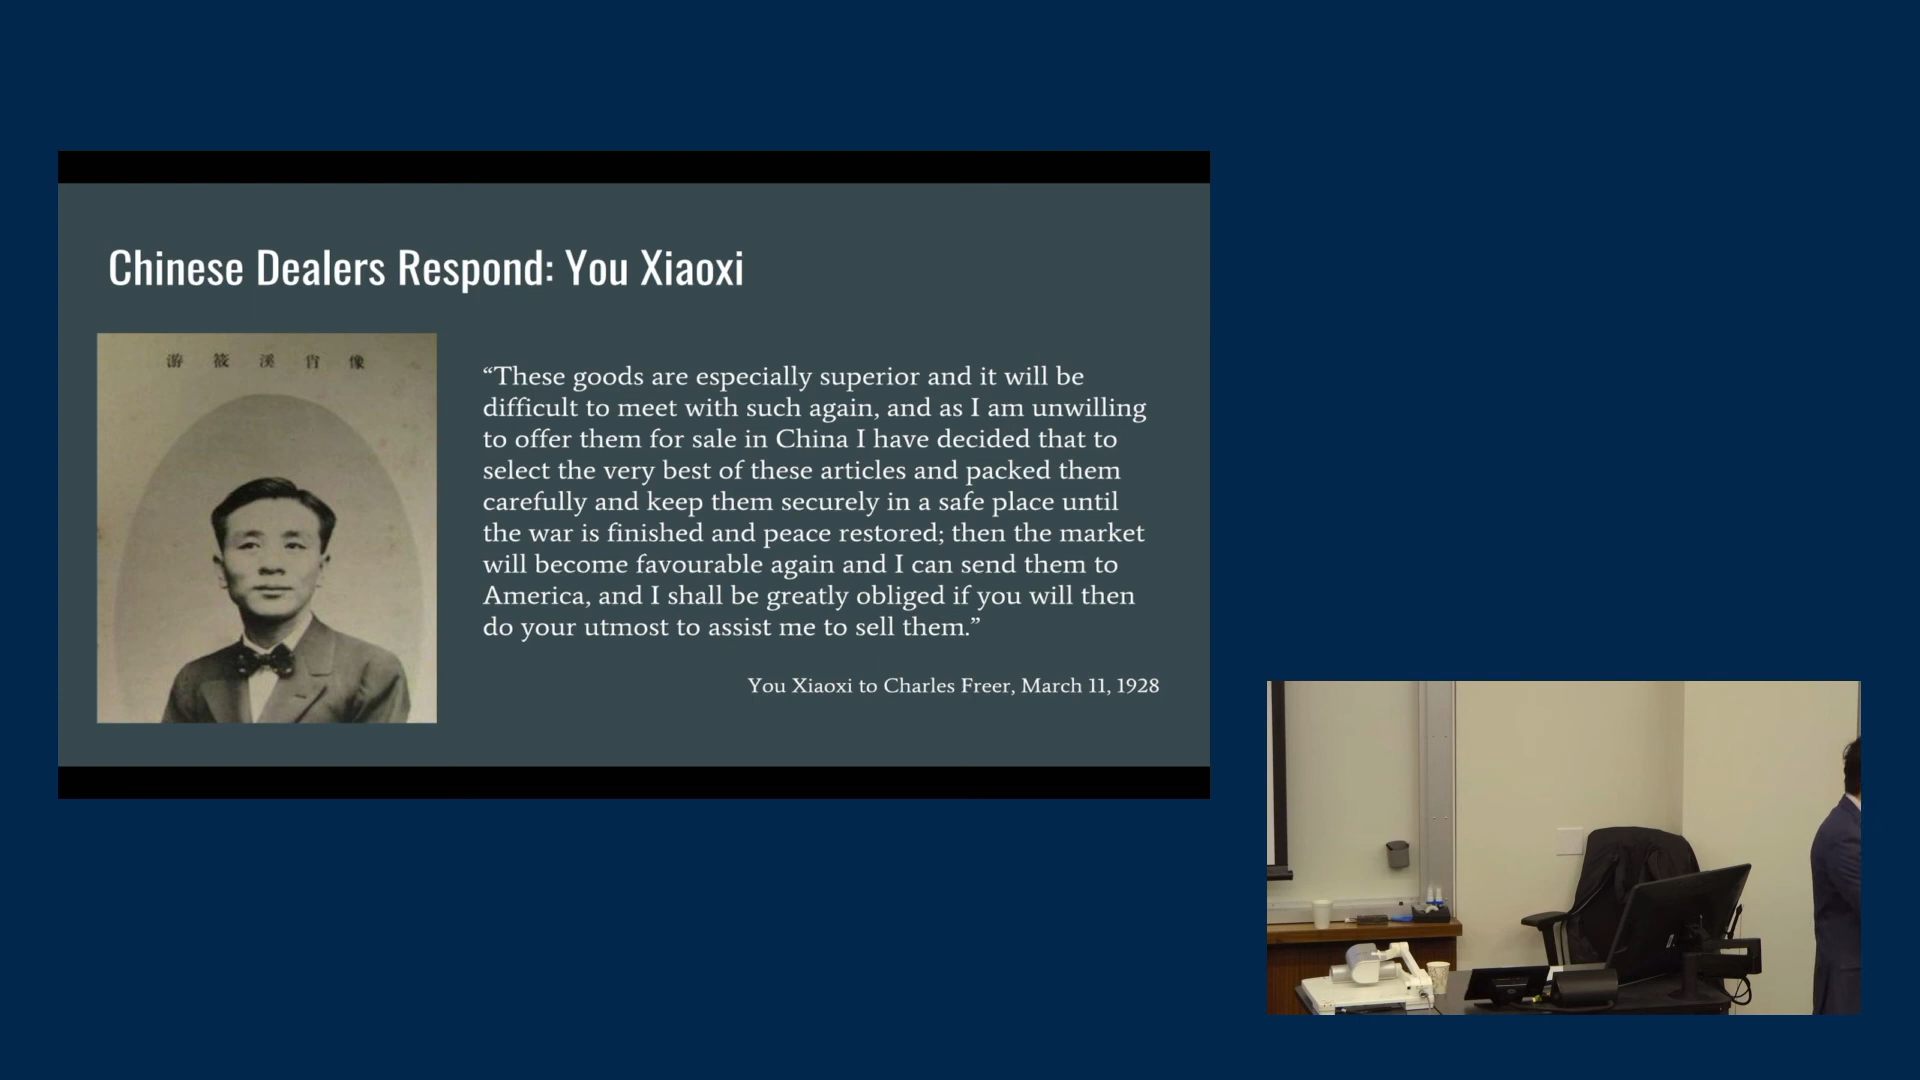 Chinese Dealers Respond: You Xiaoxi
游 筱 溪 肖 像
“These goods are especially superior and it will be
difficult to meet with such again, and as I am unwilling
to offer them for sale in China I have decided that to
select the very best of these articles and packed them
carefully and keep them securely in a safe place until
the war is finished and peace restored; then the market
will become favourable again and I can send them to
America, and I shall be greatly obliged if you will then
do your utmost to assist me to sell them.”
You Xiaoxi to Charles Freer, March 11, 1928